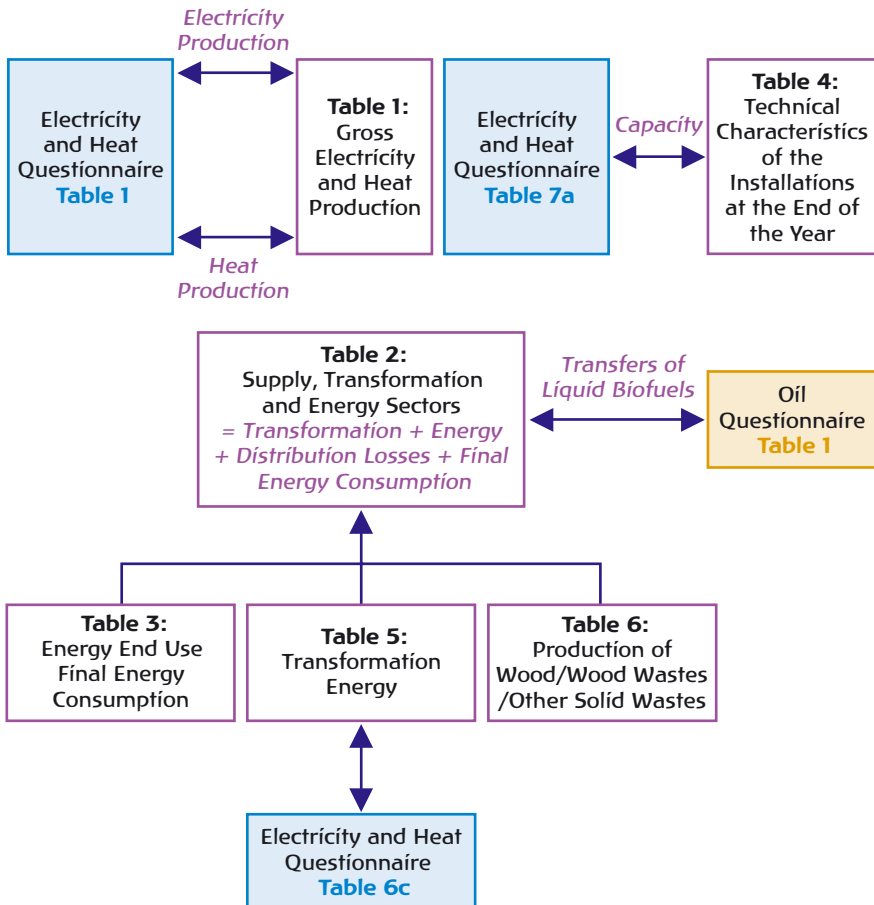 Electricity
Production
Electricity
and Heat
Questionnaire
Table 1
Table 1:
Gross
Electricity
and Heat
Production
Heat
Production
Electricity
and Heat
Questionnaire
Table 7a
Capacity
Table 4:
Technical
Characteristics
of the
Installations
at the End of
the Year
Table 2:
Supply, Transformation
and Energy Sectors
= Transformation + Energy
+ Distribution Losses + Final
Energy Consumption
Transfers of
Liquid Biofuels
Oil
Questionnaire
Table 1
Table 3:
Energy End Use
Final Energy
Consumption
Table 5:
Transformation
Energy
Table 6:
Production of
Wood/Wood Wastes
/Other Solid Wastes
Electricity and Heat
Questionnaire
Table 6c